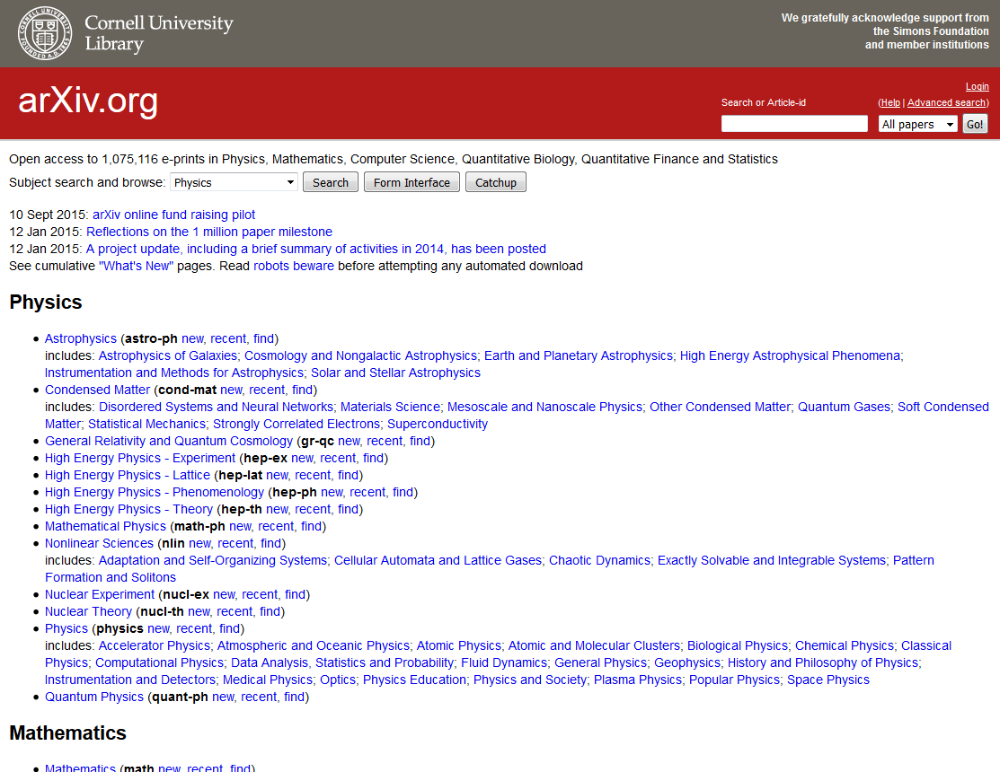 Cornell University
Library
We gratefully acknowledge support from
the Simons Foundation
and member institutions
arXiv.org
Login
Search or Article-id
(Help | Advanced search)
All papers
Go!
Open access to 1,075,116 e-prints in Physics, Mathematics, Computer Science, Quantitative Biology, Quantitative Finance and Statistics
Subject search and browse: Physics Search Form Interface Catchup
10 Sept 2015: arXiv online fund raising pilot
12 Jan 2015: Reflections on the 1 million paper milestone
12 Jan 2015: A project update, including a brief summary of activities in 2014, has been posted
See cumulative "What's New" pages. Read robots beware before attempting any automated download
Physics
• Astrophysics (astro-ph new, recent, find)
includes: Astrophysics of Galaxies; Cosmology and Nongalactic Astrophysics; Earth and Planetary Astrophysics; High Energy Astrophysical Phenomena;
Instrumentation and Methods for Astrophysics; Solar and Stellar Astrophysics
• Condensed Matter (cond-mat new, recent, find)
includes: Disordered Systems and Neural Networks; Materials Science; Mesoscale and Nanoscale Physics; Other Condensed Matter; Quantum Gases; Soft Condensed
Matter; Statistical Mechanics; Strongly Correlated Electrons; Superconductivity
• General Relativity and Quantum Cosmology (gr-qc new, recent, find)
• High Energy Physics - Experiment (hep-ex new, recent, find)
• High Energy Physics - Lattice (hep-lat new, recent, find)
• High Energy Physics - Phenomenology (hep-ph new, recent, find)
• High Energy Physics - Theory (hep-th new, recent, find)
• Mathematical Physics (math-ph new, recent, find)
• Nonlinear Sciences (nlin new, recent, find)
includes: Adaptation and Self-Organizing Systems; Cellular Automata and Lattice Gases; Chaotic Dynamics; Exactly Solvable and Integrable Systems; Pattern
Formation and Solitons
• Nuclear Experiment (nucl-ex new, recent, find)
• Nuclear Theory (nucl-th new, recent, find)
• Physics (physics new, recent, find)
includes: Accelerator Physics; Atmospheric and Oceanic Physics; Atomic Physics; Atomic and Molecular Clusters; Biological Physics; Chemical Physics; Classical
Physics; Computational Physics; Data Analysis, Statistics and Probability; Fluid Dynamics; General Physics; Geophysics; History and Philosophy of Physics;
Instrumentation and Detectors; Medical Physics; Optics; Physics Education; Physics and Society; Plasma Physics; Popular Physics; Space Physics
• Quantum Physics (quant-ph new, recent, find)
Mathematics
• Mathematics (math new, recent, find)